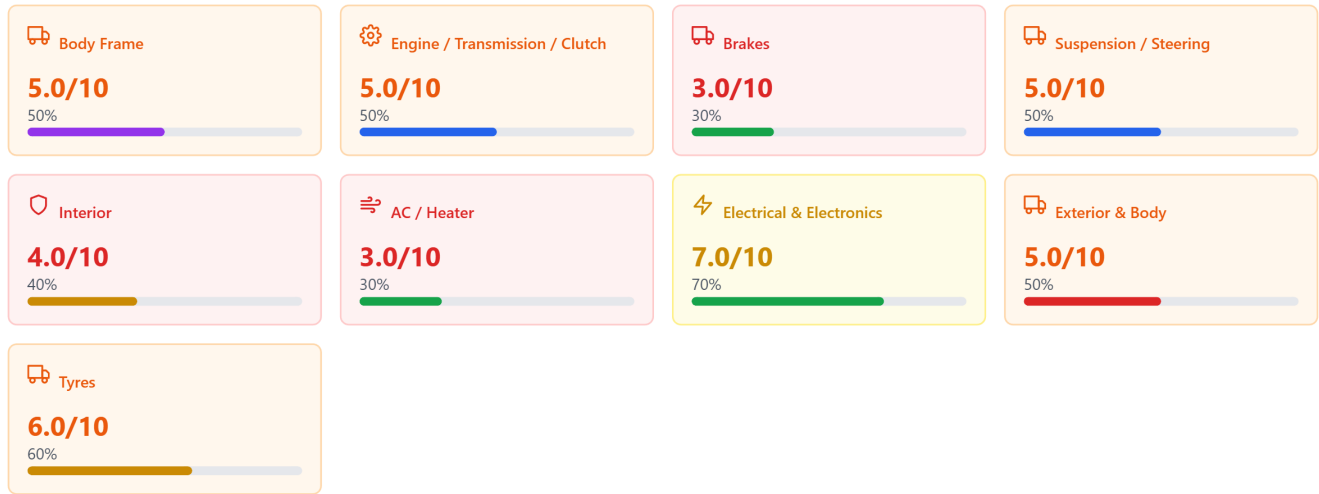 Body Frame
5.0/10
50%
Engine / Transmission / Clutch
5.0/10
50%
Brakes
3.0/10
30%
Suspension / Steering
5.0/10
50%
Interior
4.0/10
40%
AC / Heater
3.0/10
30%
Electrical & Electronics
7.0/10
70%
Exterior & Body
5.0/10
50%
Tyres
6.0/10
60%